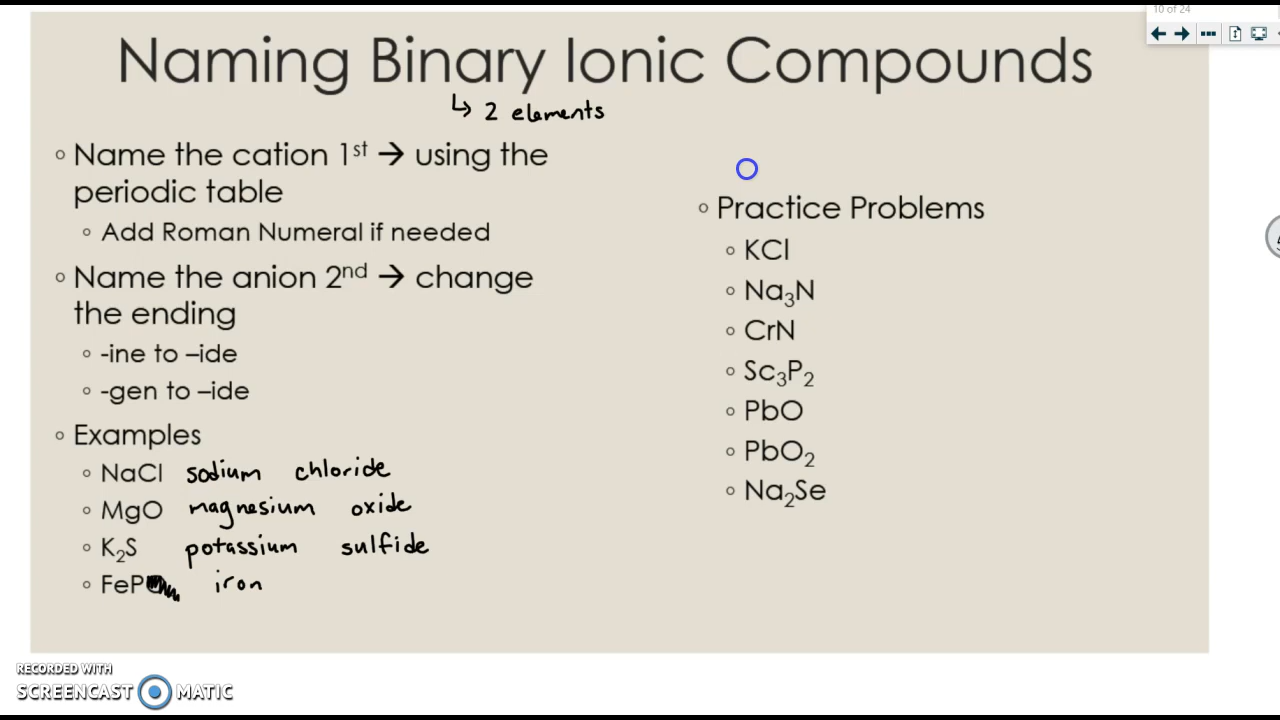 10 of 24
Naming Binary Ionic Compounds
↳ 2 elements
◦ Name the cation 1st → using the
periodic table
◦ Add Roman Numeral if needed
◦ Name the anion 2nd → change
the ending
◦ -ine to –ide
◦ -gen to –ide
◦ Examples
◦ NaCl sodium chloride
◦ MgO magnesium oxide
◦ K₂S potassium sulfide
◦ FeP iron
◦ Practice Problems
◦ KCl
◦ Na₃N
◦ CrN
◦ Sc₃P₂
◦ PbO
◦ PbO₂
◦ Na₂Se
RECORDED WITH
SCREENCAST MATIC